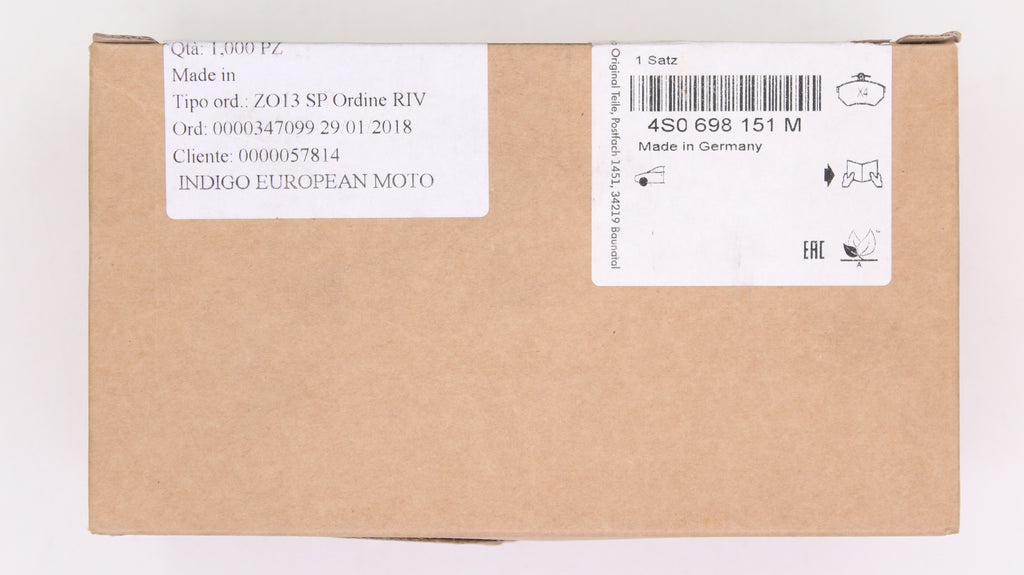 Qtà: 1,000 PZ
Made in
Tipo ord.: ZO13 SP Ordine RIV
Ord: 0000347099 29/01/2018
Cliente: 0000057814
INDIGO EUROPEAN MOTO
Original Teile, Postfach 1451, 34219 Baunatal
1 Satz
X4
4S0 698 151 M
Made in Germany
EAC
A